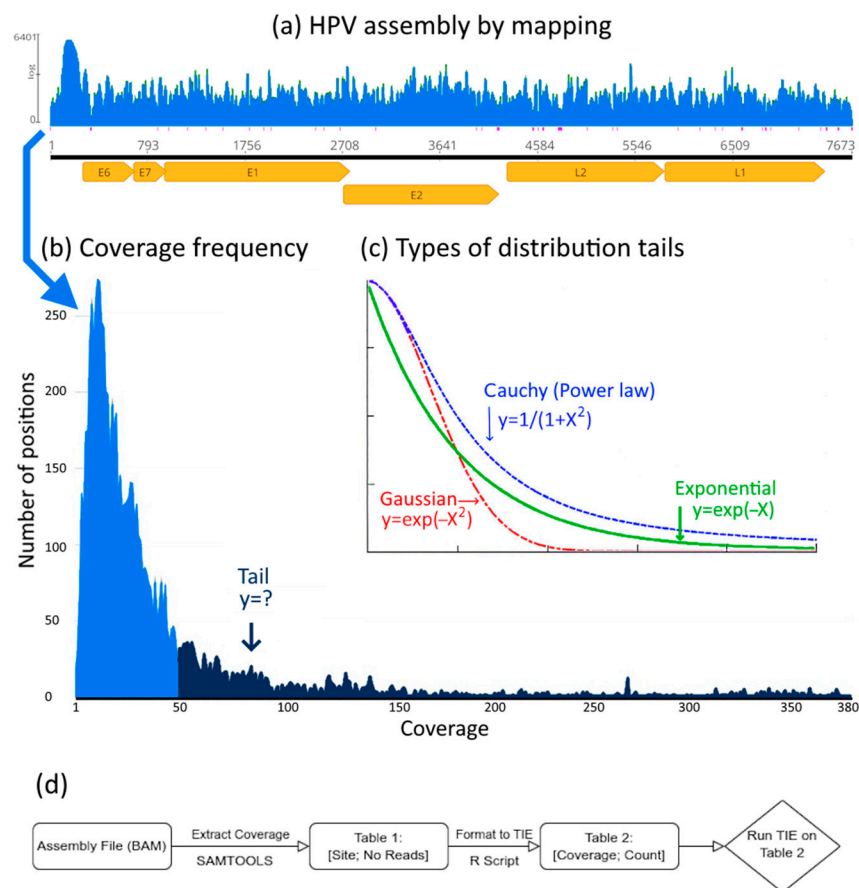 (a) HPV assembly by mapping
6401
log
0
1 793 1756 2708 3641 4584 5546 6509 7673
E6 E7 E1 L2 L1
E2
(b) Coverage frequency
(c) Types of distribution tails
Number of positions
250
200
150
100
50
0
Tail
y=?
1 50 100 150 200 250 300 350 380
Coverage
Cauchy (Power law)
y=1/(1+X²)
Gaussian
y=exp(–X²)
Exponential
y=exp(–X)
(d)
Assembly File (BAM)
Extract Coverage
SAMTOOLS
Table 1:
[Site; No Reads]
Format to TIE
R Script
Table 2:
[Coverage; Count]
Run TIE on
Table 2